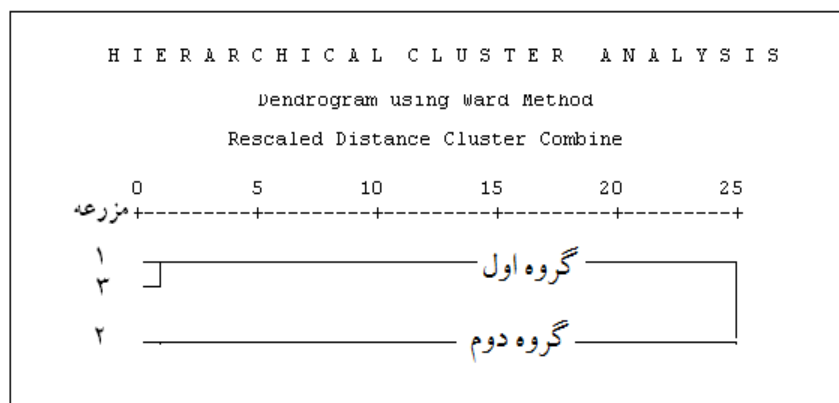 HIERARCHICAL CLUSTER ANALYSIS
Dendrogram using Ward Method
Rescaled Distance Cluster Combine
0 5 10 15 20 25
مزرعه
۱
گروه اول
۳
۲
گروه دوم